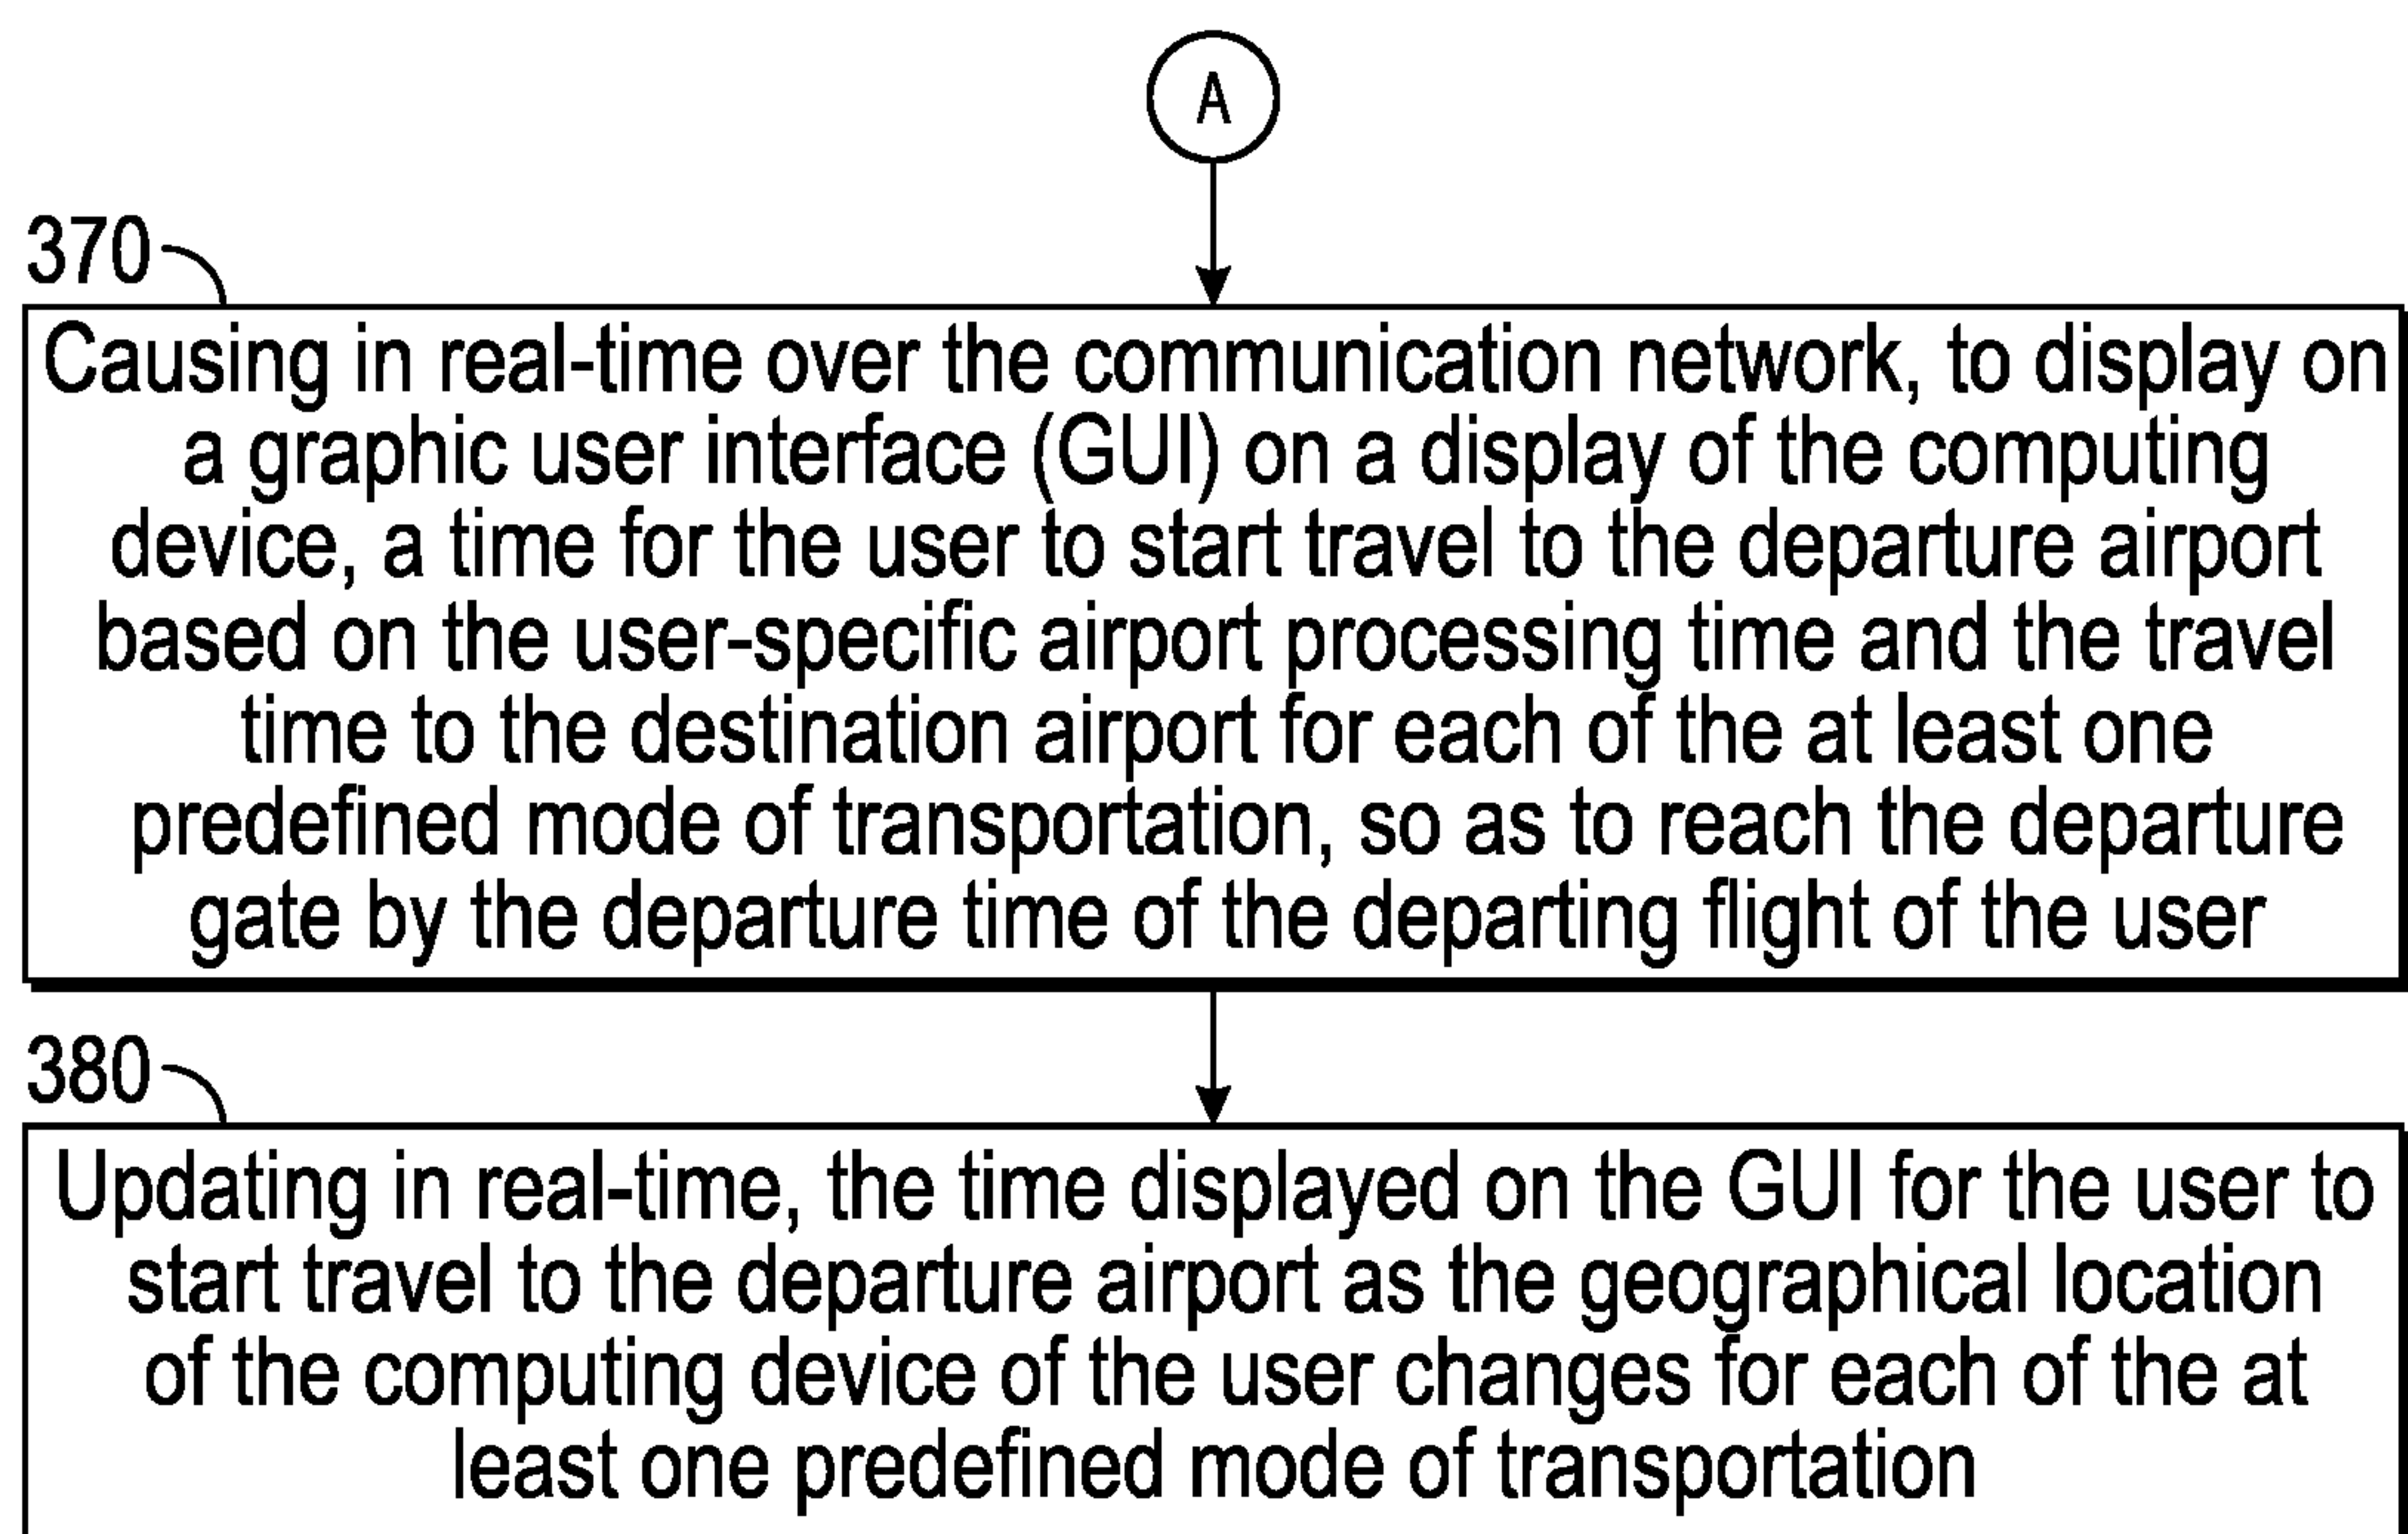 A
370
Causing in real-time over the communication network, to display on
a graphic user interface (GUI) on a display of the computing
device, a time for the user to start travel to the departure airport
based on the user-specific airport processing time and the travel
time to the destination airport for each of the at least one
predefined mode of transportation, so as to reach the departure
gate by the departure time of the departing flight of the user
380
Updating in real-time, the time displayed on the GUI for the user to
start travel to the departure airport as the geographical location
of the computing device of the user changes for each of the at
least one predefined mode of transportation